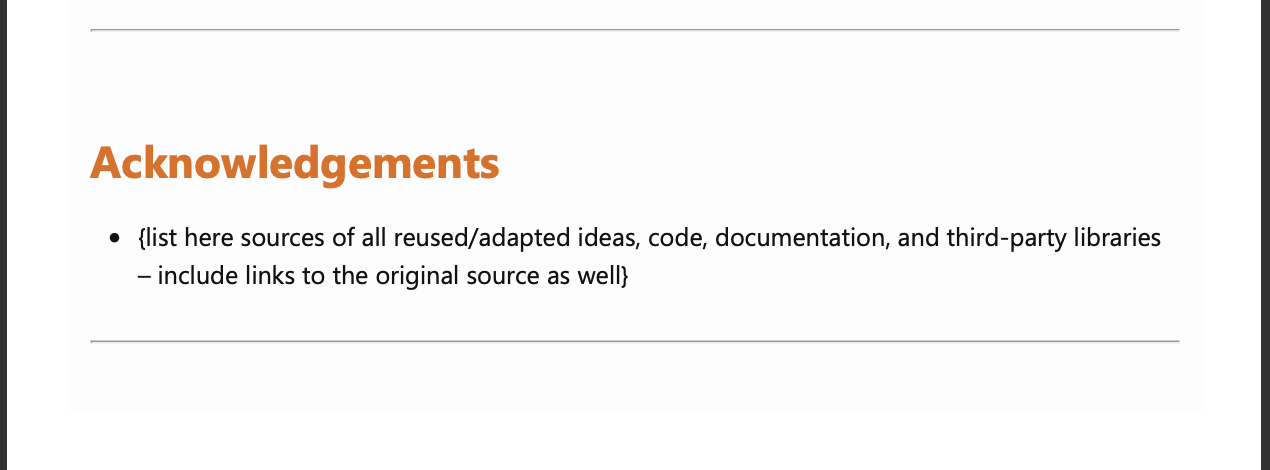 Acknowledgements
• {list here sources of all reused/adapted ideas, code, documentation, and third-party libraries
– include links to the original source as well}